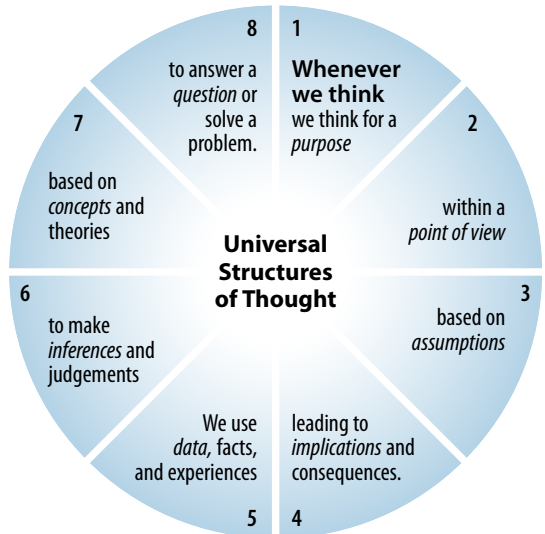 Universal
Structures
of Thought
1
Whenever
we think
we think for a
purpose
2
within a
point of view
3
based on
assumptions
4
leading to
implications and
consequences.
5
We use
data, facts,
and experiences
6
to make
inferences and
judgements
7
based on
concepts and
theories
8
to answer a
question or
solve a
problem.